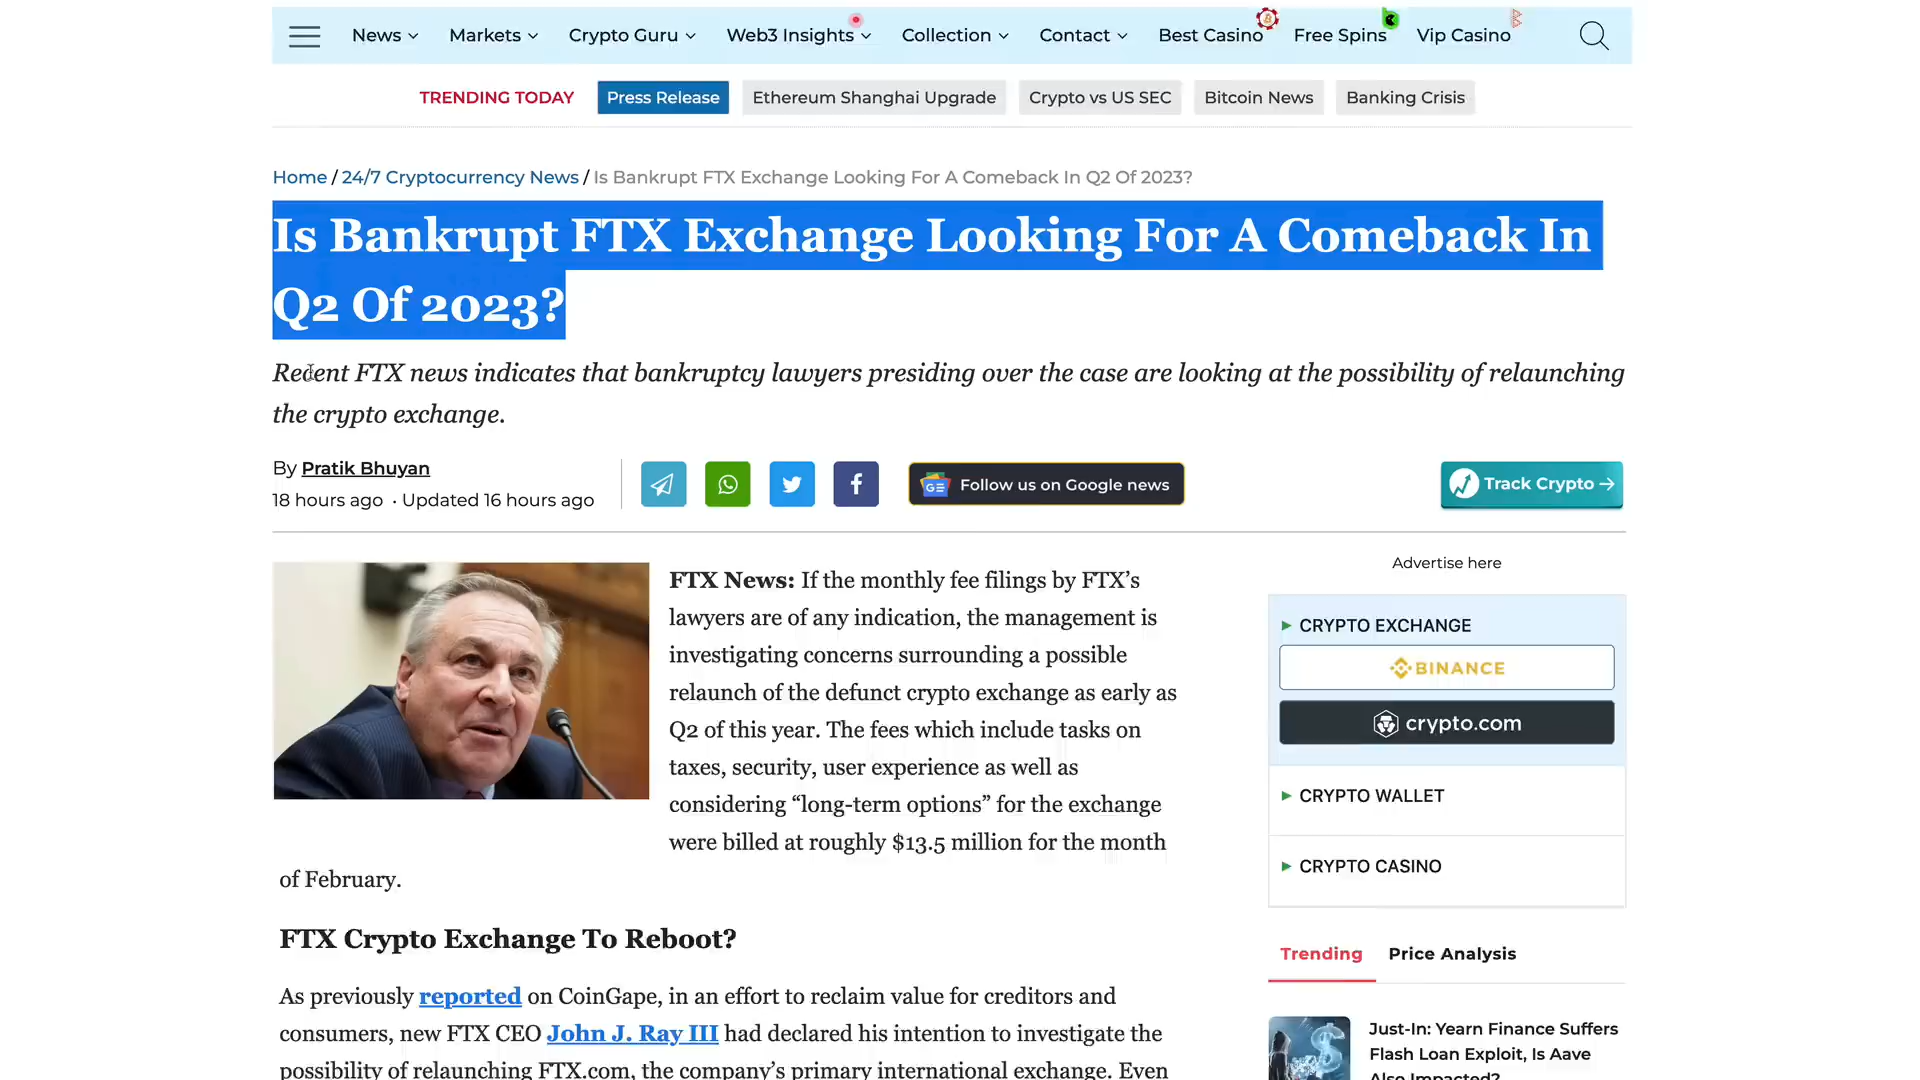 News Markets Crypto Guru Web3 Insights Collection Contact Best Casino Free Spins Vip Casino
TRENDING TODAY Press Release Ethereum Shanghai Upgrade Crypto vs US SEC Bitcoin News Banking Crisis
Home / 24/7 Cryptocurrency News / Is Bankrupt FTX Exchange Looking For A Comeback In Q2 Of 2023?
Is Bankrupt FTX Exchange Looking For A Comeback In
Q2 Of 2023?
Recent FTX news indicates that bankruptcy lawyers presiding over the case are looking at the possibility of relaunching
the crypto exchange.
By Pratik Bhuyan
18 hours ago · Updated 16 hours ago
GE Follow us on Google news
Track Crypto →
FTX News: If the monthly fee filings by FTX’s
lawyers are of any indication, the management is
investigating concerns surrounding a possible
relaunch of the defunct crypto exchange as early as
Q2 of this year. The fees which include tasks on
taxes, security, user experience as well as
considering “long-term options” for the exchange
were billed at roughly $13.5 million for the month
of February.
FTX Crypto Exchange To Reboot?
As previously reported on CoinGape, in an effort to reclaim value for creditors and
consumers, new FTX CEO John J. Ray III had declared his intention to investigate the
possibility of relaunching FTX.com, the company’s primary international exchange. Even
Advertise here
CRYPTO EXCHANGE
BINANCE
crypto.com
CRYPTO WALLET
CRYPTO CASINO
Trending Price Analysis
Just-In: Yearn Finance Suffers
Flash Loan Exploit, Is Aave
Also Impacted?